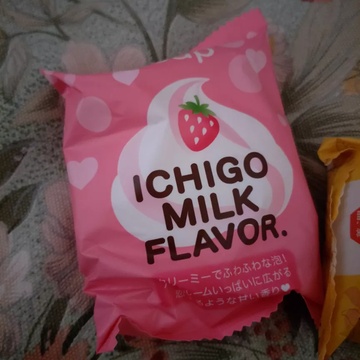 ICHIGO
MILK
FLAVOR.
リーミーでふわふわな泡!
ームいっぱいに広がる
ような甘い香り♥